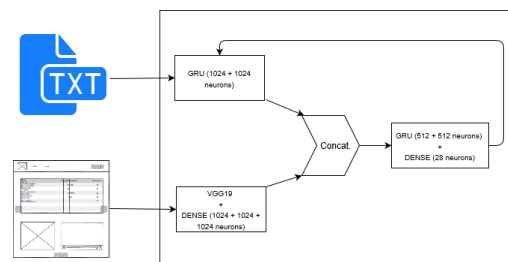 TXT
GRU (1024 + 1024
neurons)
Concat.
GRU (512 + 512 neurons)
+
DENSE (28 neurons)
VGG19
+
DENSE (1024 + 1024 +
1024 neurons)